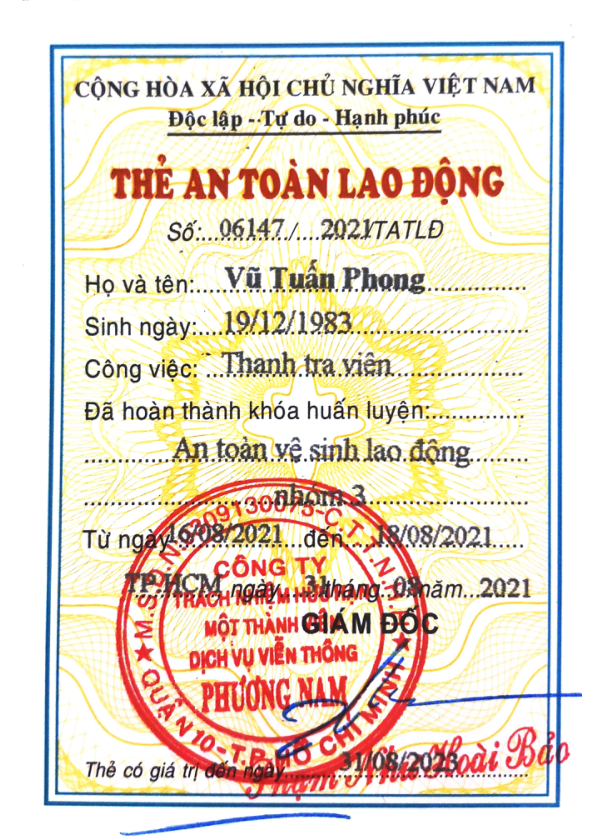 CỘNG HÒA XÃ HỘI CHỦ NGHĨA VIỆT NAM
Độc lập - Tự do - Hạnh phúc
THẺ AN TOÀN LAO ĐỘNG
Số:...06147./....2021/TATLĐ
Họ và tên:....Vũ Tuấn Phong
Sinh ngày:....19/12/1983
Công việc: ..Thanh tra viên
Đã hoàn thành khóa huấn luyện:
An toàn vệ sinh lao động
nhóm 3
Từ ngày 16/08/2021...đến....18/08/2021
TP.HCM, ngày...31tháng..08.năm..2021
GIÁM ĐỐC
CÔNG TY
TRÁCH NHIỆM HỮU HẠN
MỘT THÀNH VIÊN
DỊCH VỤ VIỄN THÔNG
PHƯƠNG NAM
QUẬN 10 - T.P HỒ CHÍ MINH
Thẻ có giá trị đến ngày 31/08/2023
Phạm Hoài Bảo